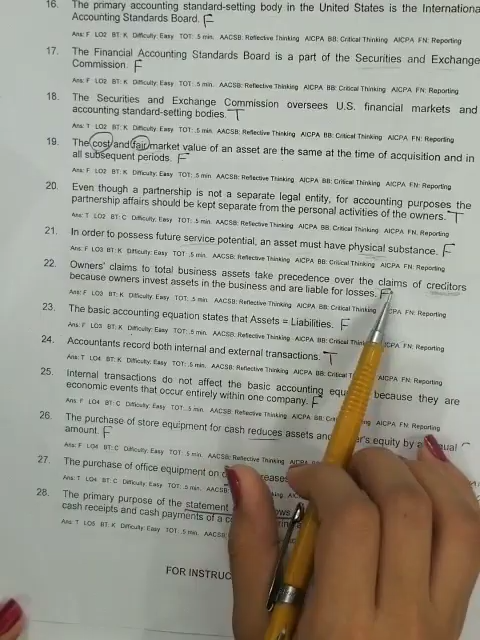 16. The primary accounting standard-setting body in the United States is the Internationa
Accounting Standards Board. F
Ans: F LO2 BT: K Difficulty: Easy TOT: .5 min. AACSB: Reflective Thinking AICPA BB: Critical Thinking AICPA FN: Reporting
17. The Financial Accounting Standards Board is a part of the Securities and Exchange
Commission. F
Ans: F LO2 BT: K Difficulty: Easy TOT: .5 min. AACSB: Reflective Thinking AICPA BB: Critical Thinking AICPA FN: Reporting
18. The Securities and Exchange Commission oversees U.S. financial markets and
accounting standard-setting bodies. T
Ans: T LO2 BT: K Difficulty: Easy TOT: .5 min. AACSB: Reflective Thinking AICPA BB: Critical Thinking AICPA FN: Reporting
19. The cost and fair market value of an asset are the same at the time of acquisition and in
all subsequent periods. F
Ans: F LO2 BT: K Difficulty: Easy TOT: .5 min. AACSB: Reflective Thinking AICPA BB: Critical Thinking AICPA FN: Reporting
20. Even though a partnership is not a separate legal entity, for accounting purposes the
partnership affairs should be kept separate from the personal activities of the owners. T
Ans: T LO2 BT: C Difficulty: Easy TOT: .5 min. AACSB: Reflective Thinking AICPA BB: Critical Thinking AICPA FN: Reporting
21. In order to possess future service potential, an asset must have physical substance. F
Ans: F LO3 BT: K Difficulty: Easy TOT: .5 min. AACSB: Reflective Thinking AICPA BB: Critical Thinking AICPA FN: Reporting
22. Owners' claims to total business assets take precedence over the claims of creditors
because owners invest assets in the business and are liable for losses. F
Ans: F LO3 BT: K Difficulty: Easy TOT: .5 min. AACSB: Reflective Thinking AICPA BB: Critical AICPA FN: Reporting
23. The basic accounting equation states that Assets = Liabilities. F
Ans: F LO3 BT: K Difficulty: Easy TOT: .5 min. AACSB: Reflective Thinking AICPA BB: Critical AICPA FN: Reporting
24. Accountants record both internal and external transactions. T
Ans: T LO4 BT: K Difficulty: Easy TOT: .5 min. AACSB: Reflective Thinking AICPA BB: AICPA FN: Reporting
25. Internal transactions do not affect the basic accounting because they are
economic events that occur entirely within one company. F
Ans: F LO4 BT: C Difficulty: Easy TOT: .5 min. AACSB: Reflective Thinking AICPA BB: AICPA FN: Reporting
26. The purchase of store equipment for cash reduces assets and equity by a
amount. F
Ans: F LO4 BT: C Difficulty: Easy TOT: .5 min. AACSB: Reflective Thinking
27. The purchase of office equipment on
Ans: T LO4 BT: C Difficulty: Easy TOT: .5 min. AACSB:
28. The primary purpose of the statement
cash receipts and cash payments of a
Ans: T LO5 BT: K Difficulty: Easy TOT: .5 min. AACSB:
FOR INSTRUC